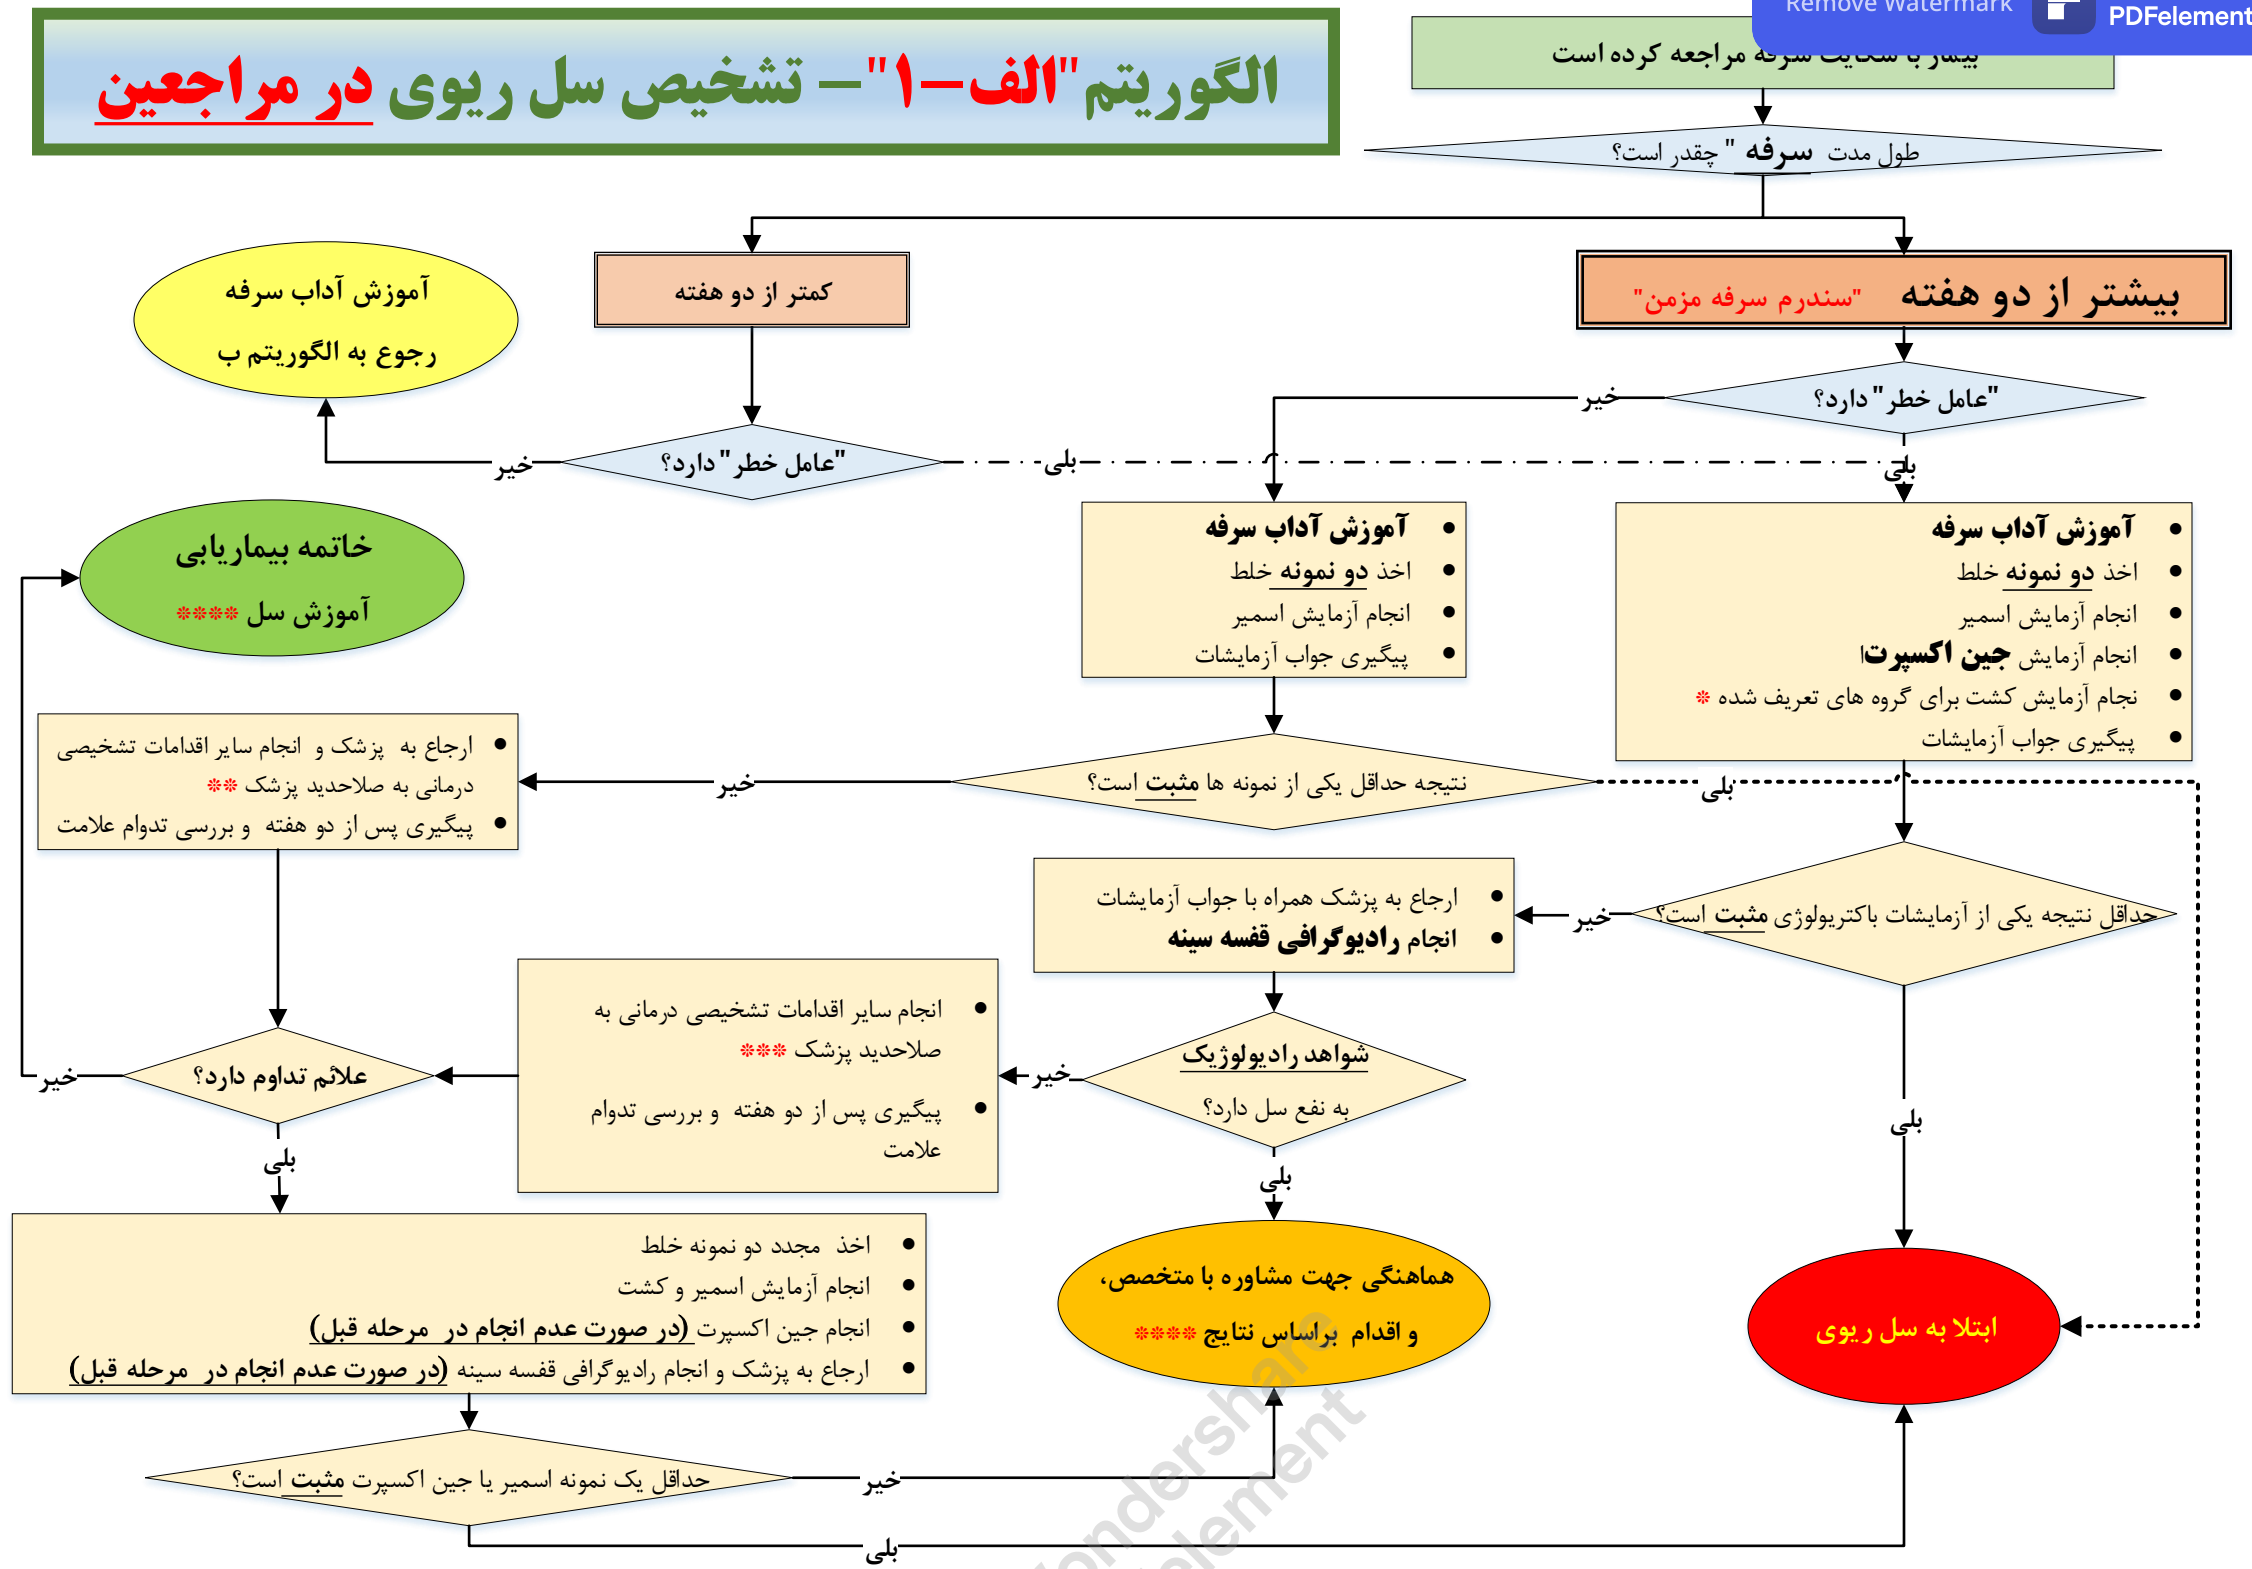 Remove Watermark
PDFelement
الگوریتم"الف–۱"– تشخیص سل ریوی در مراجعین
بیمار با شکایت سرفه مراجعه کرده است
طول مدت سرفه " چقدر است؟
بیشتر از دو هفته "سندرم سرفه مزمن"
کمتر از دو هفته
آموزش آداب سرفه
رجوع به الگوریتم ب
"عامل خطر" دارد؟
خیر
بلی
"عامل خطر" دارد؟
خیر
بلی
• آموزش آداب سرفه
• اخذ دو نمونه خلط
• انجام آزمایش اسمیر
• انجام آزمایش جین اکسپرتا
• نجام آزمایش کشت برای گروه های تعریف شده *
• پیگیری جواب آزمایشات
• آموزش آداب سرفه
• اخذ دو نمونه خلط
• انجام آزمایش اسمیر
• پیگیری جواب آزمایشات
خاتمه بیماریابی
آموزش سل ****
نتیجه حداقل یکی از نمونه ها مثبت است؟
خیر
بلی
• ارجاع به پزشک و انجام سایر اقدامات تشخیصی
درمانی به صلاحدید پزشک **
• پیگیری پس از دو هفته و بررسی تدوام علامت
حداقل نتیجه یکی از آزمایشات باکتریولوژی مثبت است؟
خیر
بلی
• ارجاع به پزشک همراه با جواب آزمایشات
• انجام رادیوگرافی قفسه سینه
شواهد رادیولوژیک
به نفع سل دارد؟
خیر
بلی
• انجام سایر اقدامات تشخیصی درمانی به
صلاحدید پزشک ***
• پیگیری پس از دو هفته و بررسی تدوام
علامت
علائم تداوم دارد؟
خیر
بلی
• اخذ مجدد دو نمونه خلط
• انجام آزمایش اسمیر و کشت
• انجام جین اکسپرت (در صورت عدم انجام در مرحله قبل)
• ارجاع به پزشک و انجام رادیوگرافی قفسه سینه (در صورت عدم انجام در مرحله قبل)
هماهنگی جهت مشاوره با متخصص،
و اقدام براساس نتایج ****
ابتلا به سل ریوی
حداقل یک نمونه اسمیر یا جین اکسپرت مثبت است؟
خیر
بلی